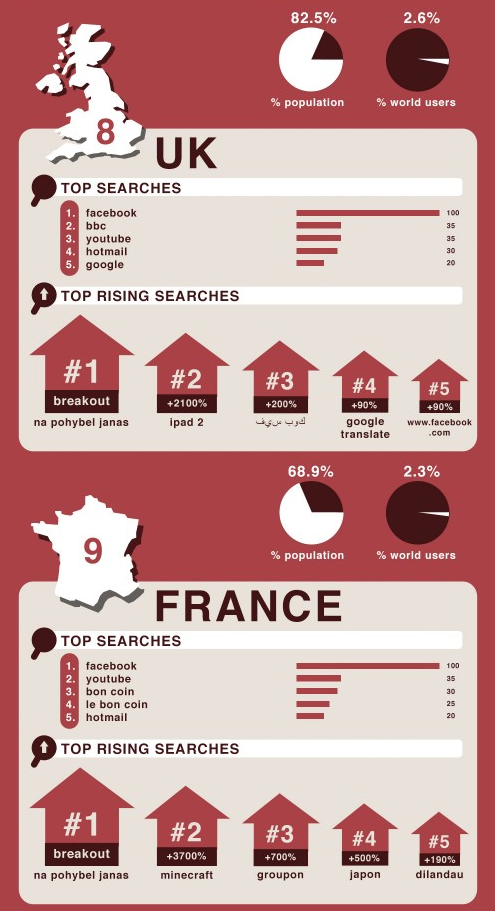 82.5%
2.6%
% population
% world users
8
UK
TOP SEARCHES
1. facebook 100
2. bbc 35
3. youtube 35
4. hotmail 30
5. google 20
TOP RISING SEARCHES
#1
breakout
na pohybel janas
#2
+2100%
ipad 2
#3
+200%
كوب سيف
#4
+90%
google
translate
#5
+90%
www.facebook
.com
68.9%
2.3%
% population
% world users
9
FRANCE
TOP SEARCHES
1. facebook 100
2. youtube 35
3. bon coin 30
4. le bon coin 25
5. hotmail 20
TOP RISING SEARCHES
#1
breakout
na pohybel janas
#2
+3700%
minecraft
#3
+700%
groupon
#4
+500%
japon
#5
+190%
dilandau